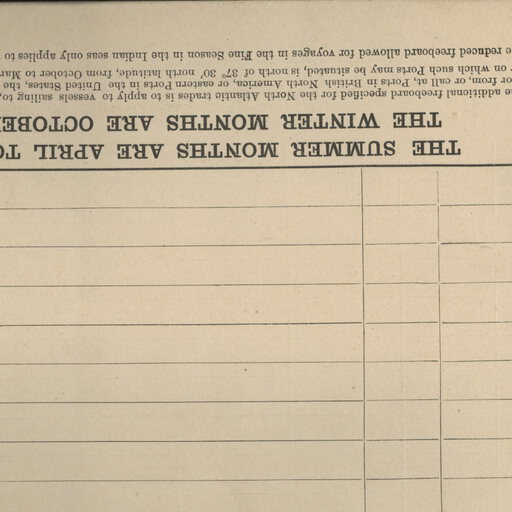 THE SUMMER MONTHS ARE APRIL TO
THE WINTER MONTHS ARE OCTOBER
he additional freeboard specified for the North Atlantic trades is to apply to vessels sailing to,
or from, or call at, Ports in British North America, or eastern Ports in the United States, the
on which such Ports may be situated, is north of 37° 30′ north latitude, from October to Mar
e reduced freeboard allowed for voyages in the Fine Season in the Indian seas only applies to